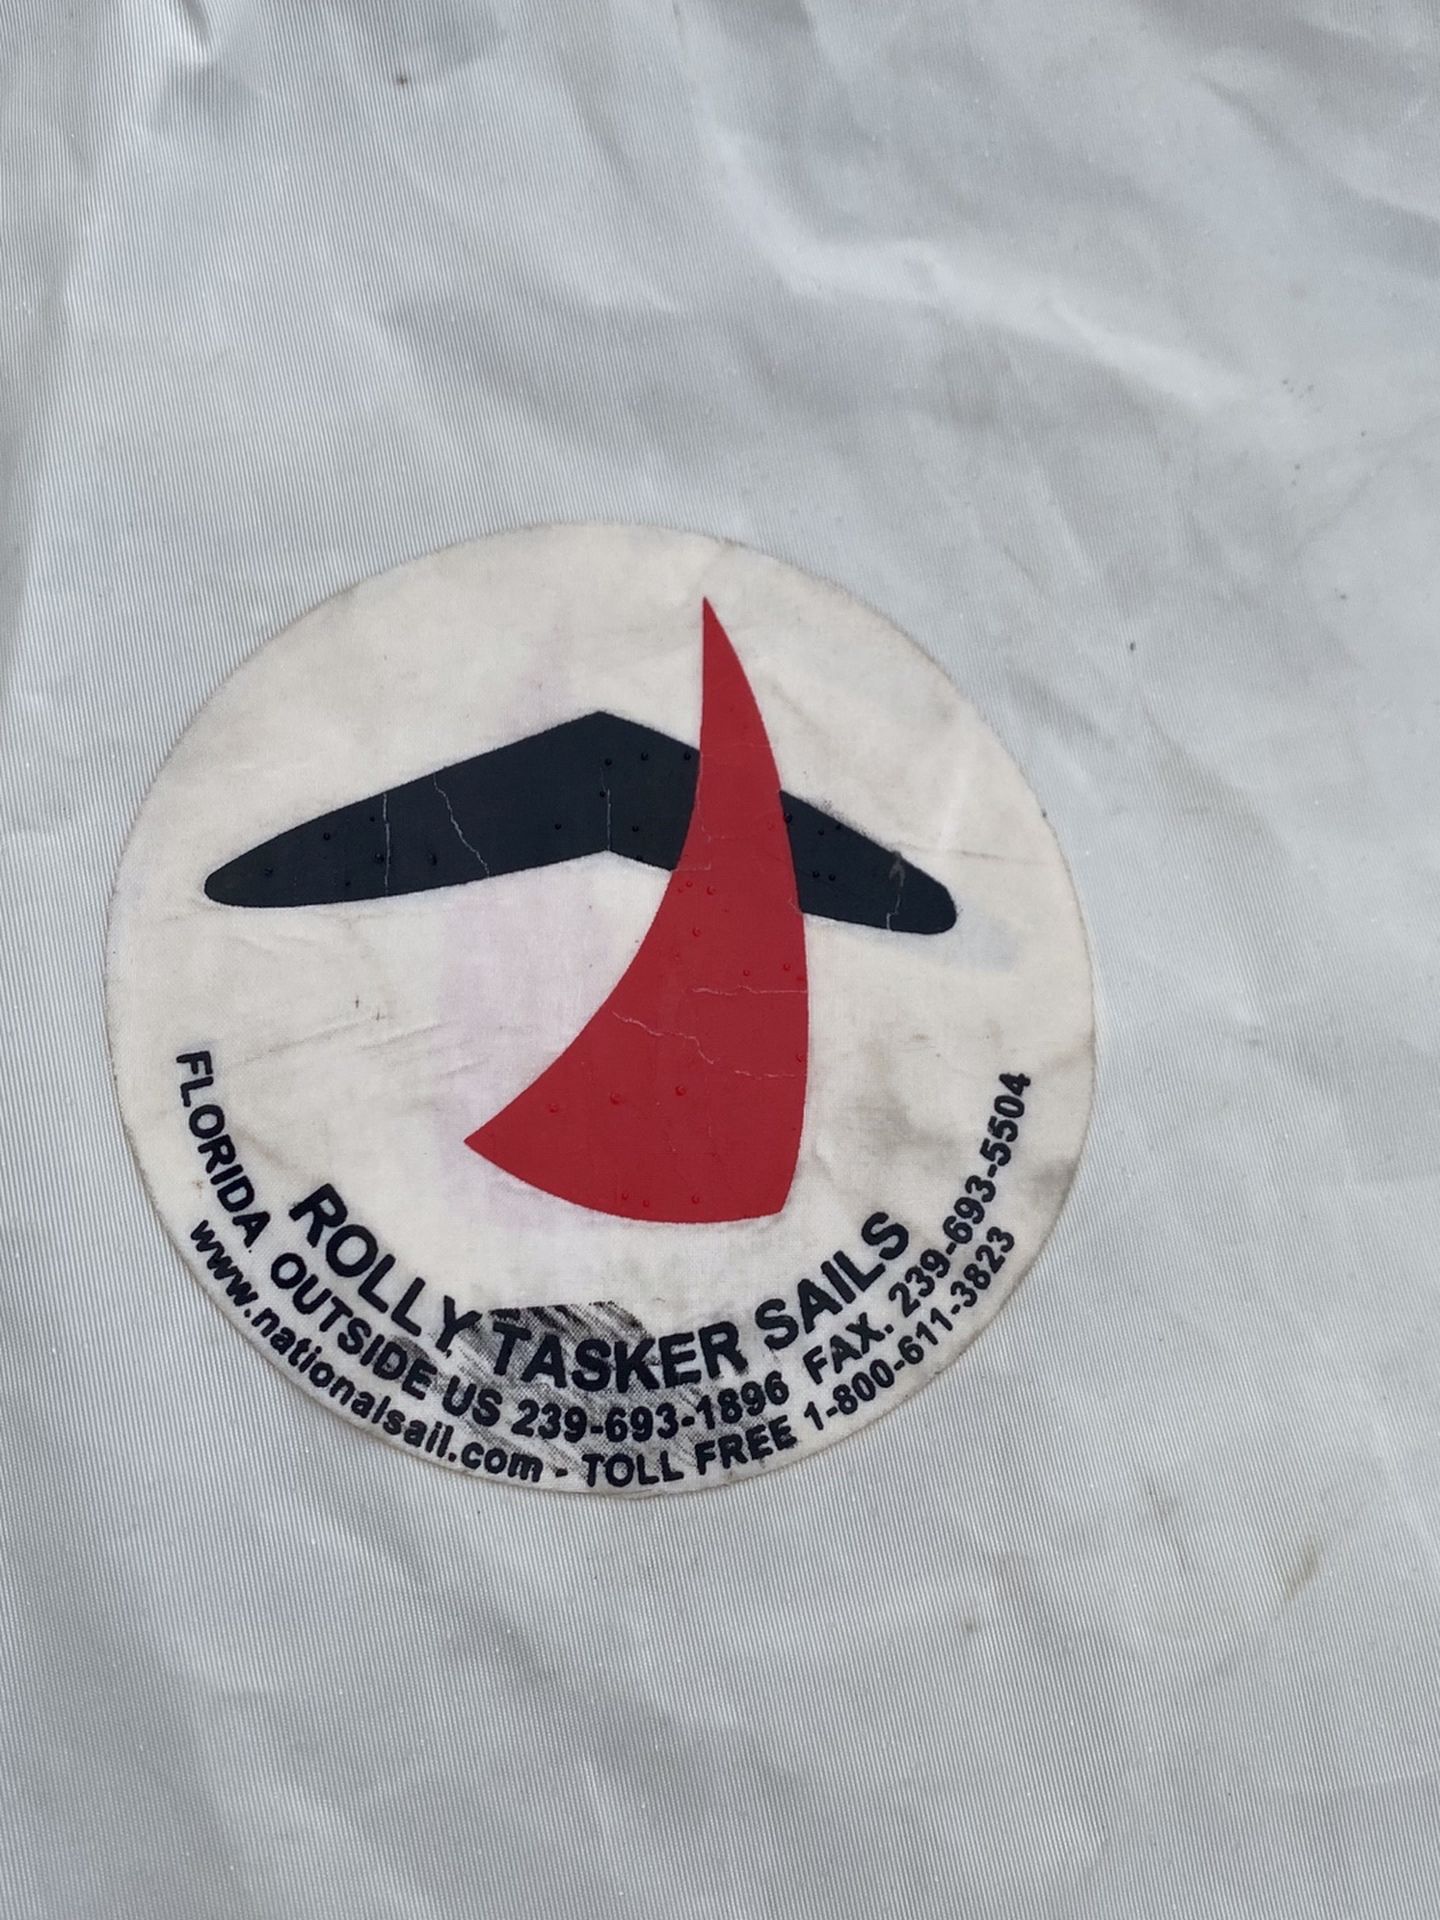 ROLLY TASKER SAILS
FLORIDA OUTSIDE US 239-693-1896 FAX. 239-693-5504
www.nationalsail.com - TOLL FREE 1-800-611-3823